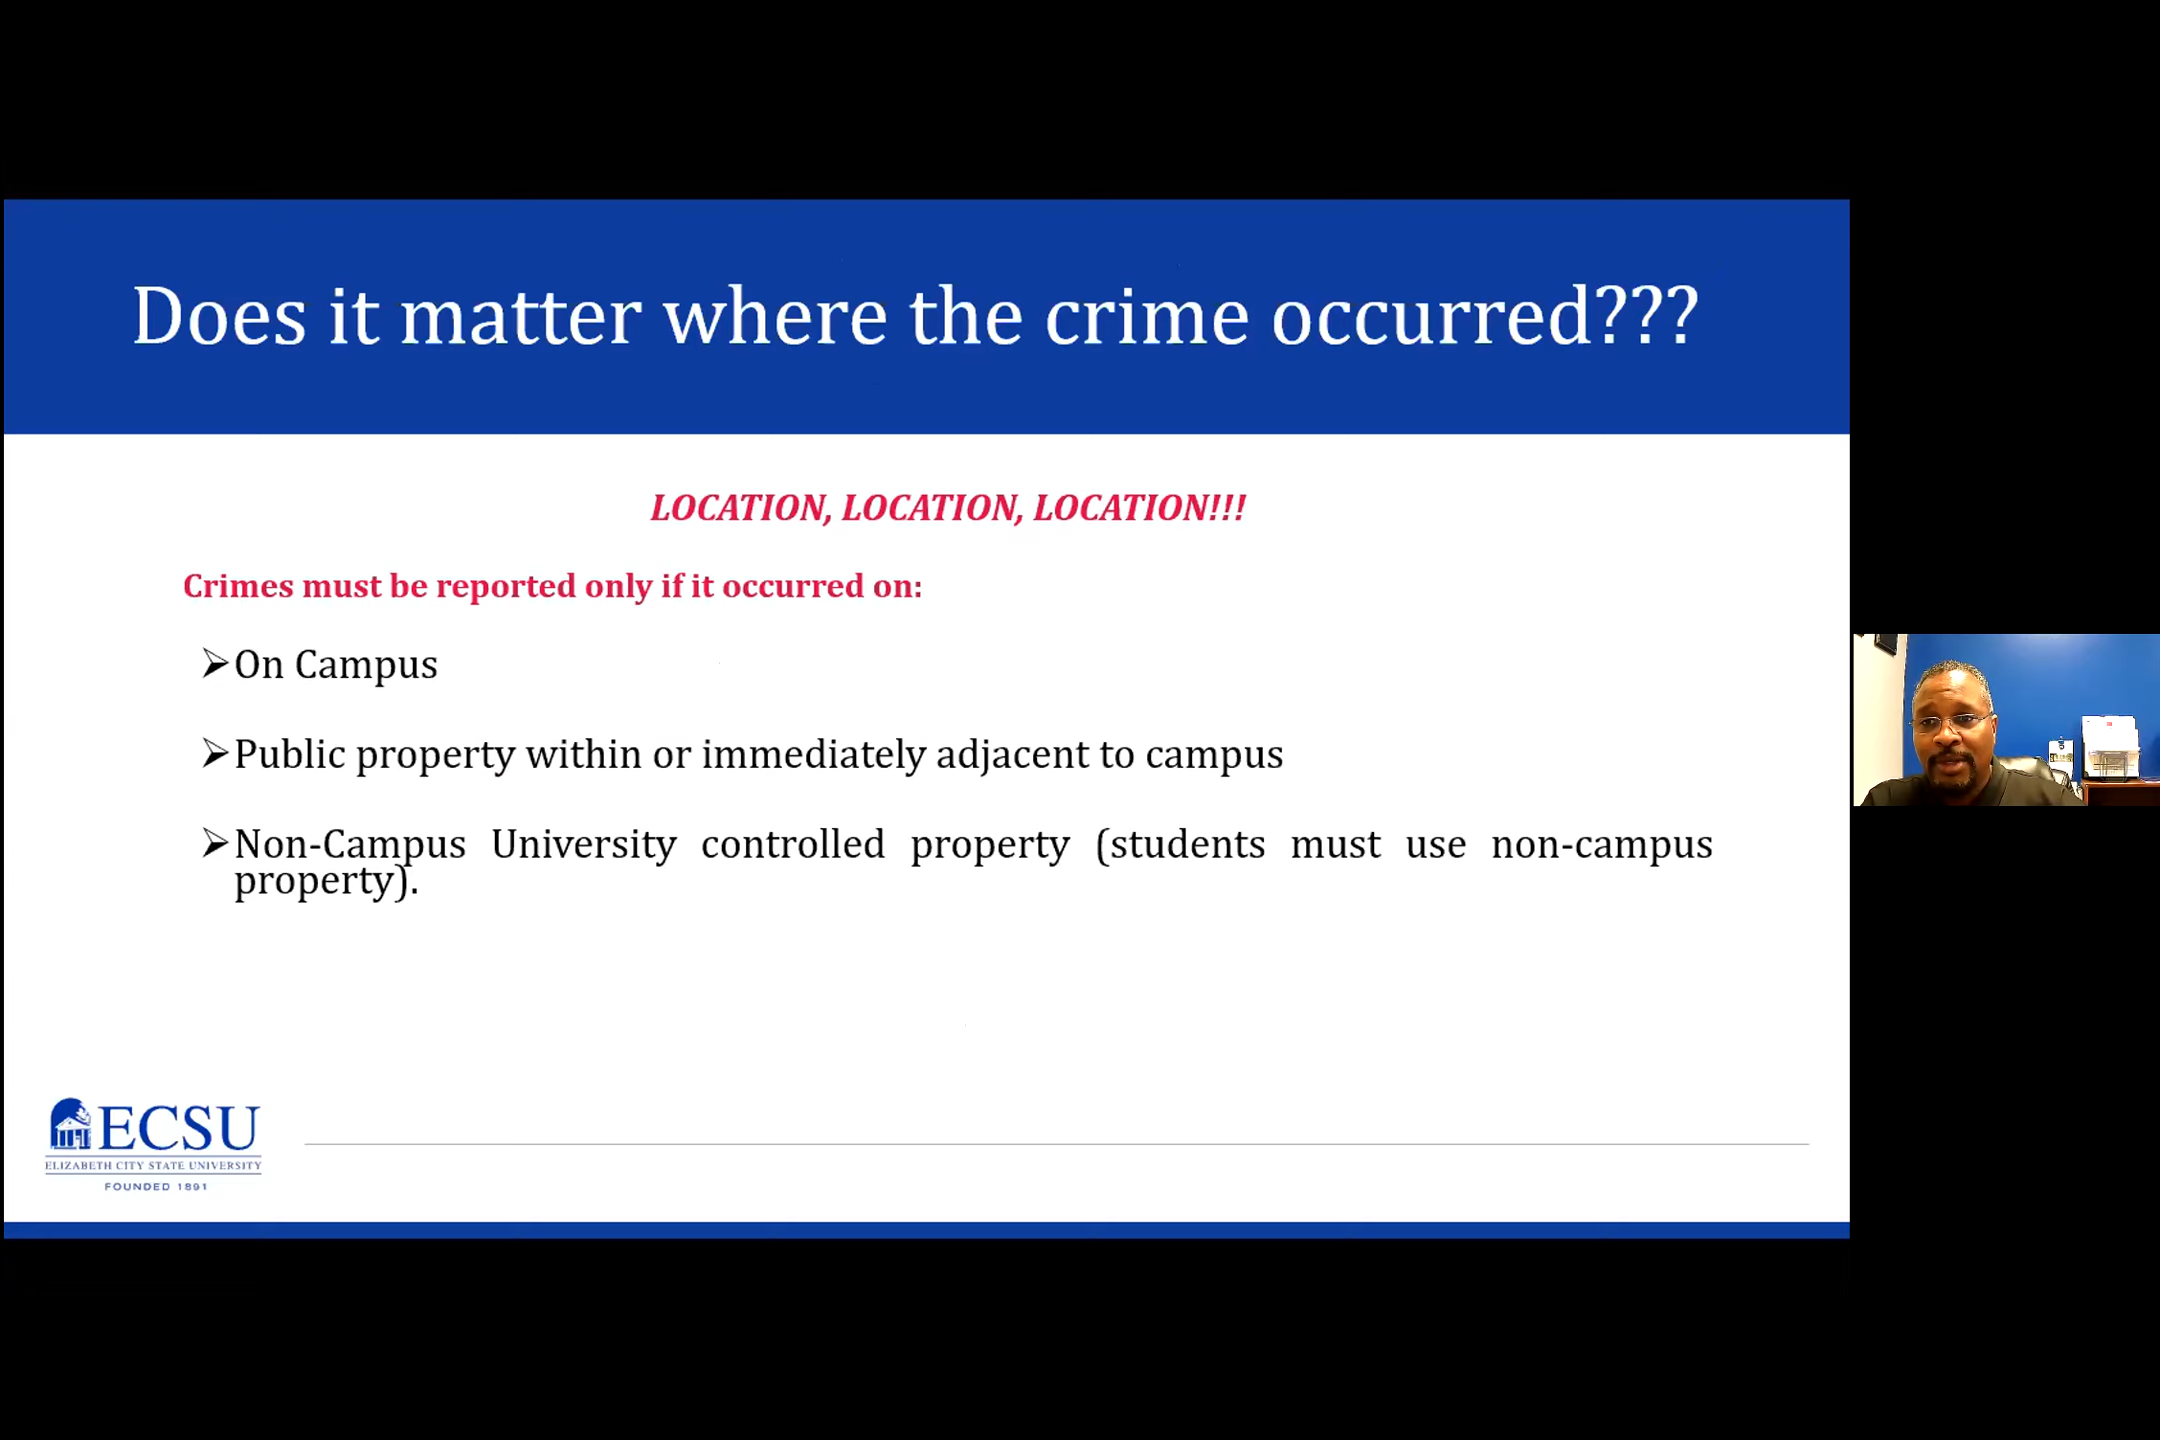 Does it matter where the crime occurred???
LOCATION, LOCATION, LOCATION!!!
Crimes must be reported only if it occurred on:
➢On Campus
➢Public property within or immediately adjacent to campus
➢Non-Campus University controlled property (students must use non-campus
property).
ECSU
ELIZABETH CITY STATE UNIVERSITY
FOUNDED 1891